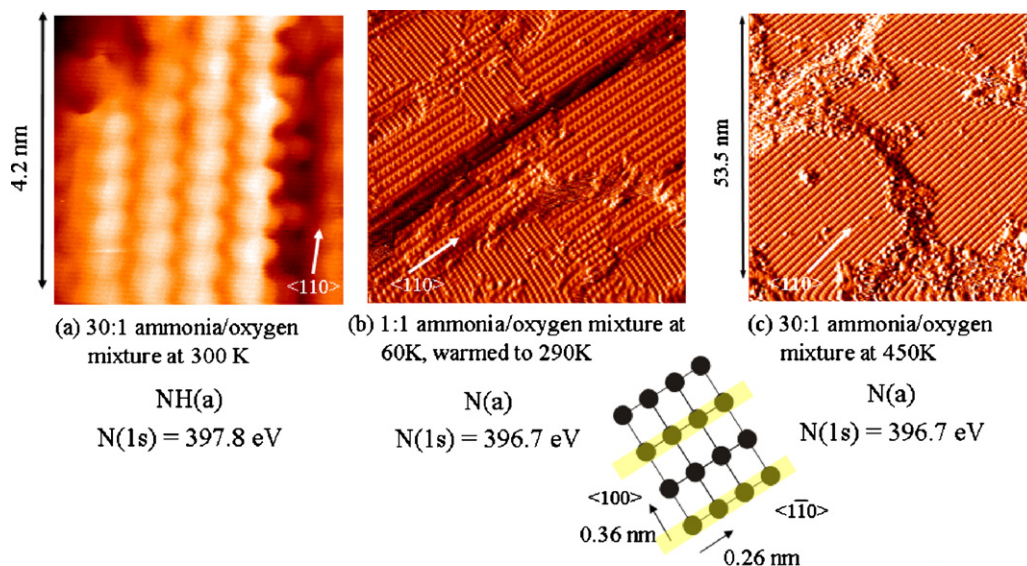 4.2 nm
<110>
<110>
53.5 nm
<110>
(a) 30:1 ammonia/oxygen
mixture at 300 K
(b) 1:1 ammonia/oxygen mixture at
60K, warmed to 290K
(c) 30:1 ammonia/oxygen
mixture at 450K
NH(a)
N(1s) = 397.8 eV
N(a)
N(1s) = 396.7 eV
N(a)
N(1s) = 396.7 eV
<100>
0.36 nm
<11̅0>
0.26 nm